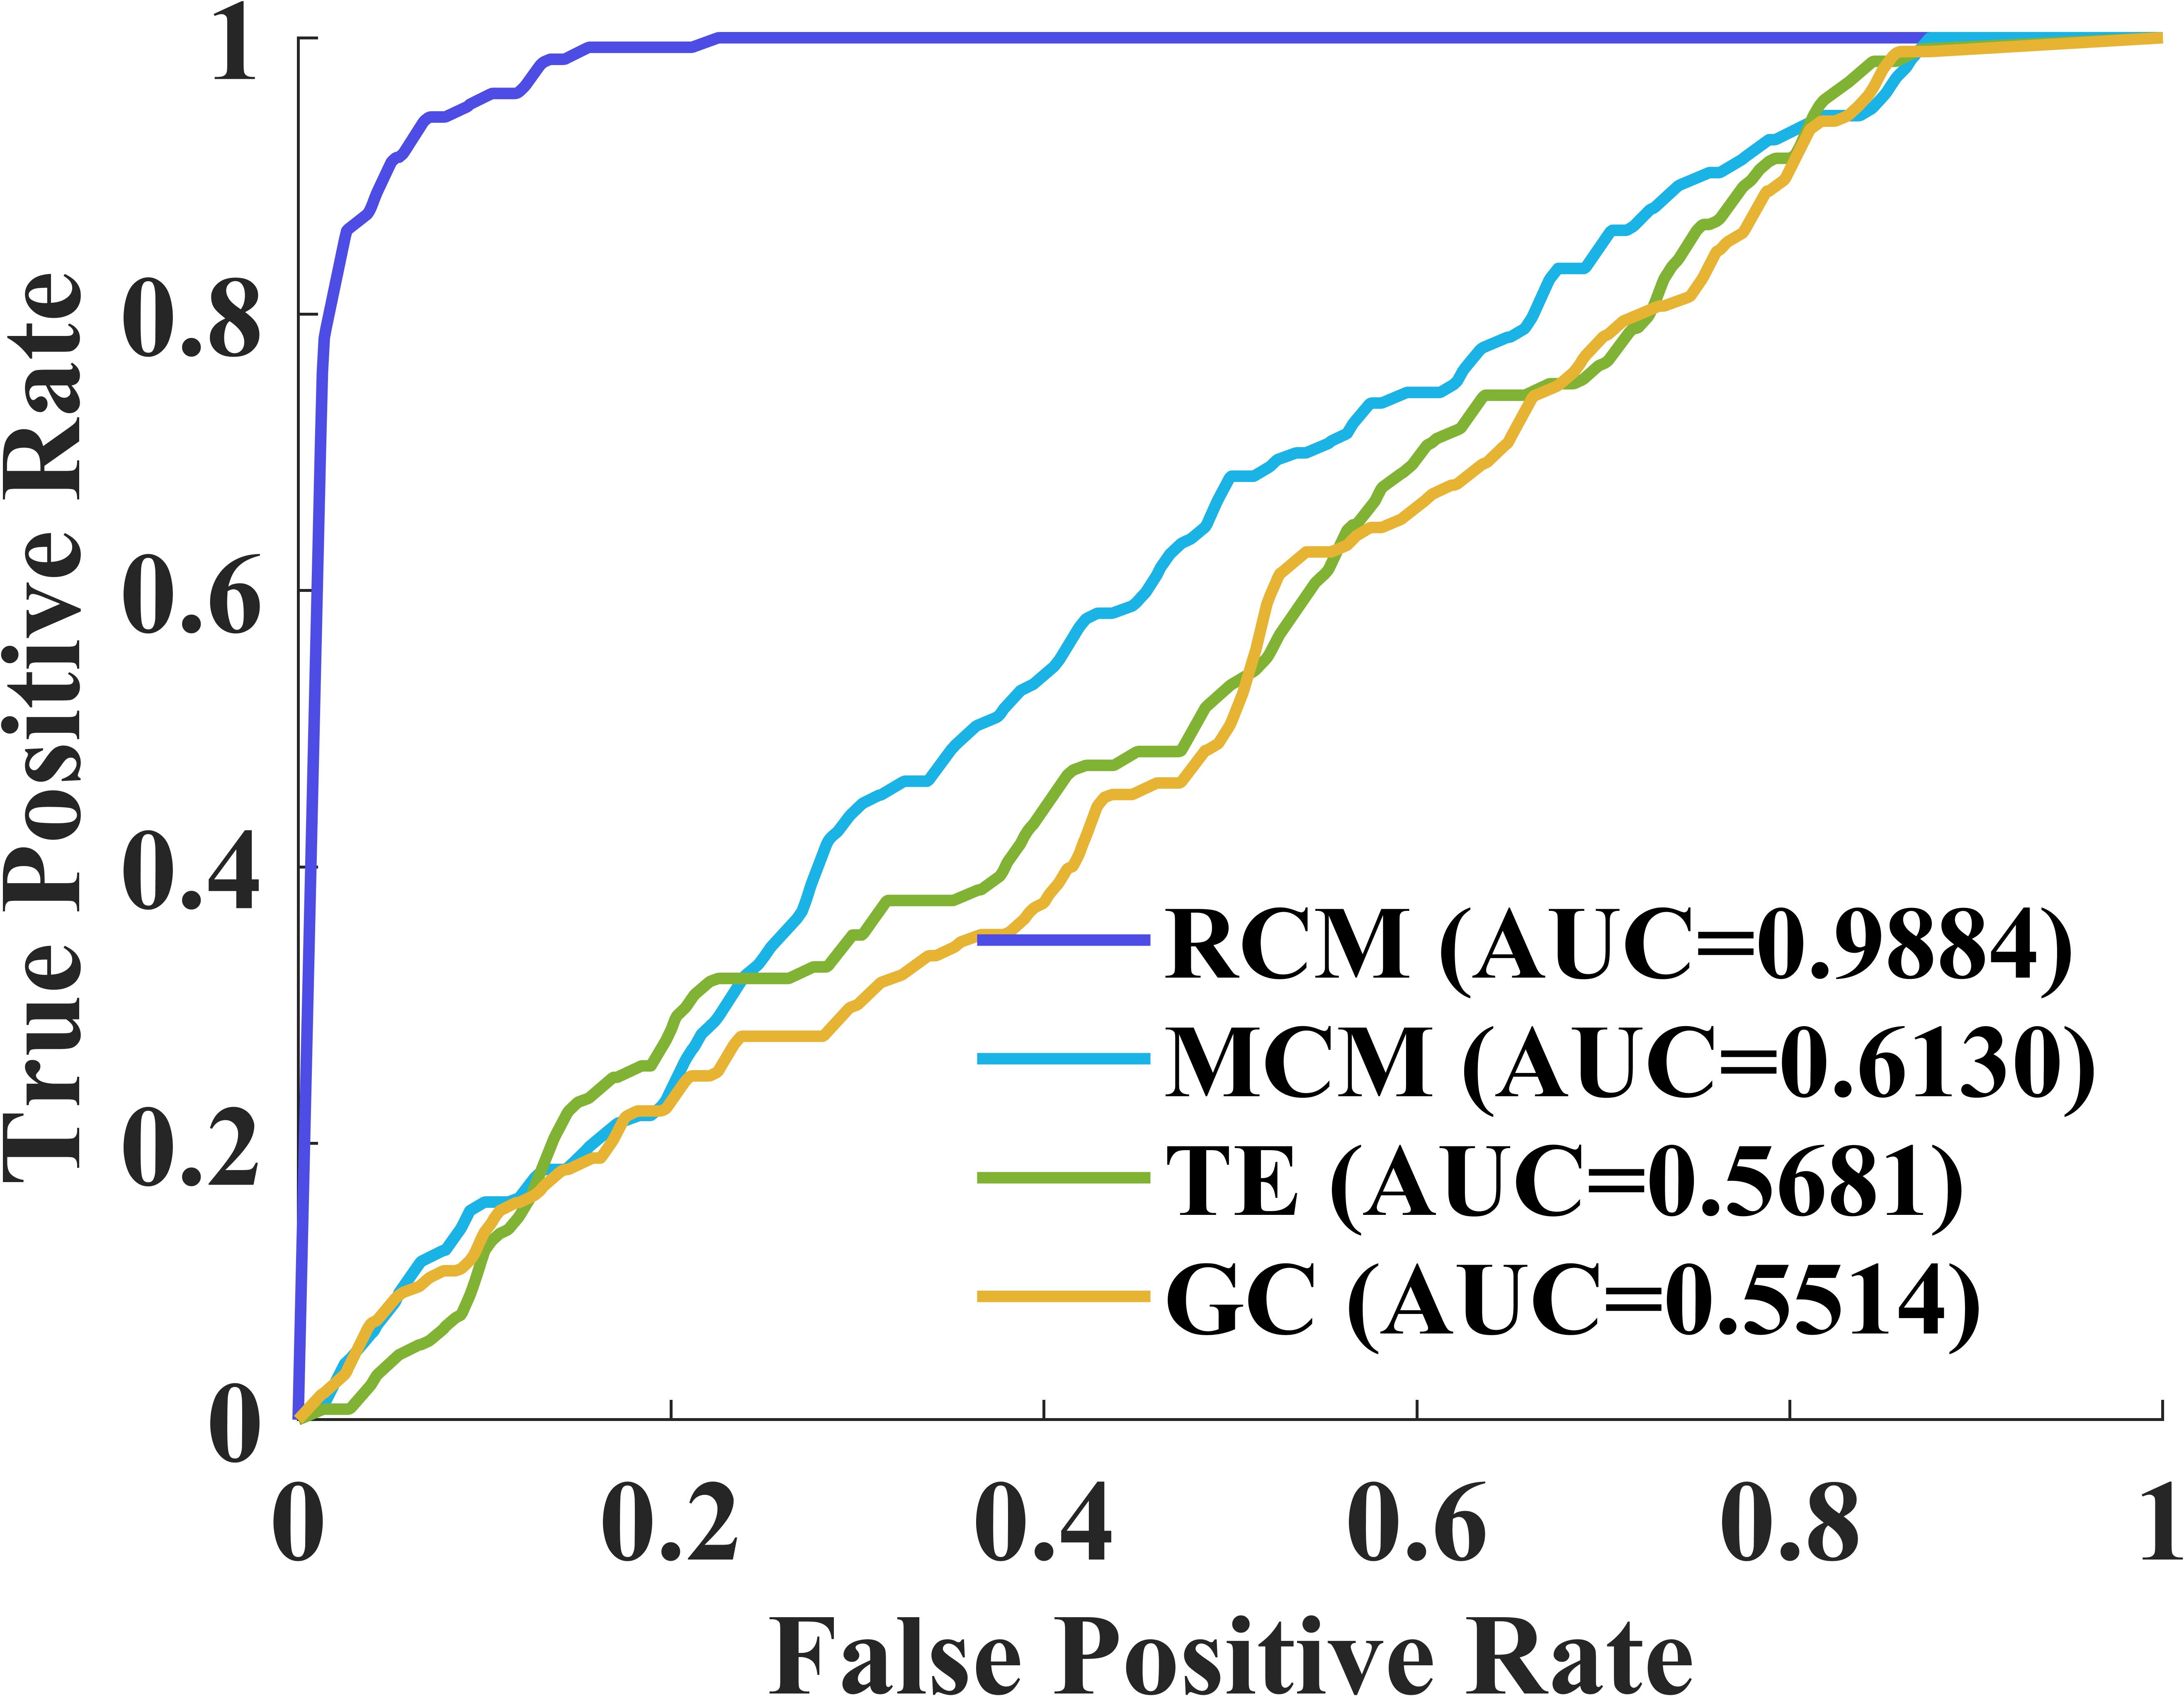 True Positive Rate
1
0.8
0.6
0.4
0.2
0
RCM (AUC=0.9884)
MCM (AUC=0.6130)
TE (AUC=0.5681)
GC (AUC=0.5514)
0 0.2 0.4 0.6 0.8 1
False Positive Rate